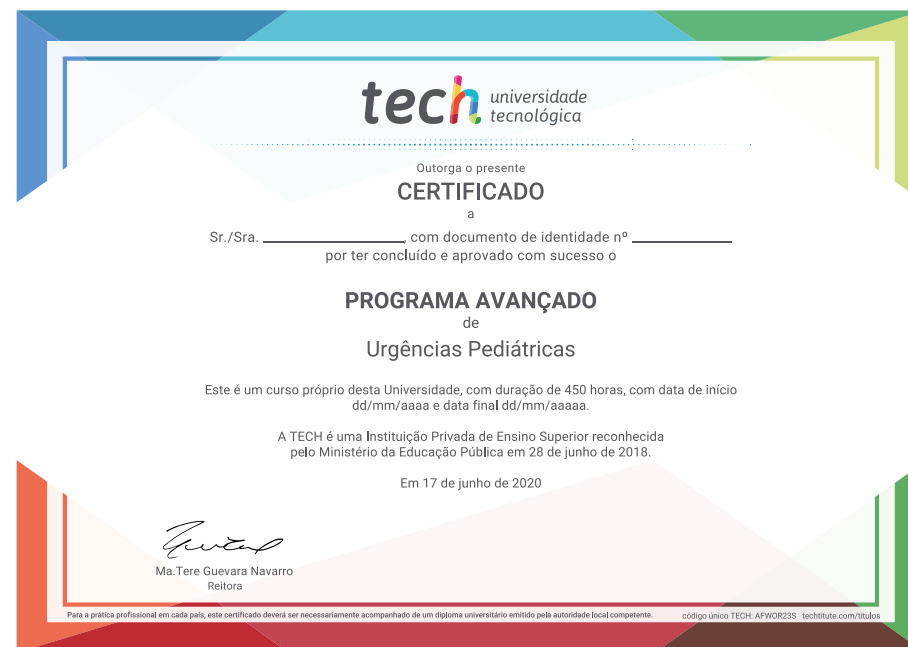 tech universidade
tecnológica
Outorga o presente
CERTIFICADO
a
Sr./Sra. ____________, com documento de identidade nº ____________
por ter concluído e aprovado com sucesso o
PROGRAMA AVANÇADO
de
Urgências Pediátricas
Este é um curso próprio desta Universidade, com duração de 450 horas, com data de início
dd/mm/aaaa e data final dd/mm/aaaaa.
A TECH é uma Instituição Privada de Ensino Superior reconhecida
pelo Ministério da Educação Pública em 28 de junho de 2018.
Em 17 de junho de 2020
Ma.Tere Guevara Navarro
Reitora
Para a prática profissional em cada país, este certificado deverá ser necessariamente acompanhado de um diploma universitário emitido pela autoridade local competente. código único TECH: AFWOR23S techtitute.com/titulos